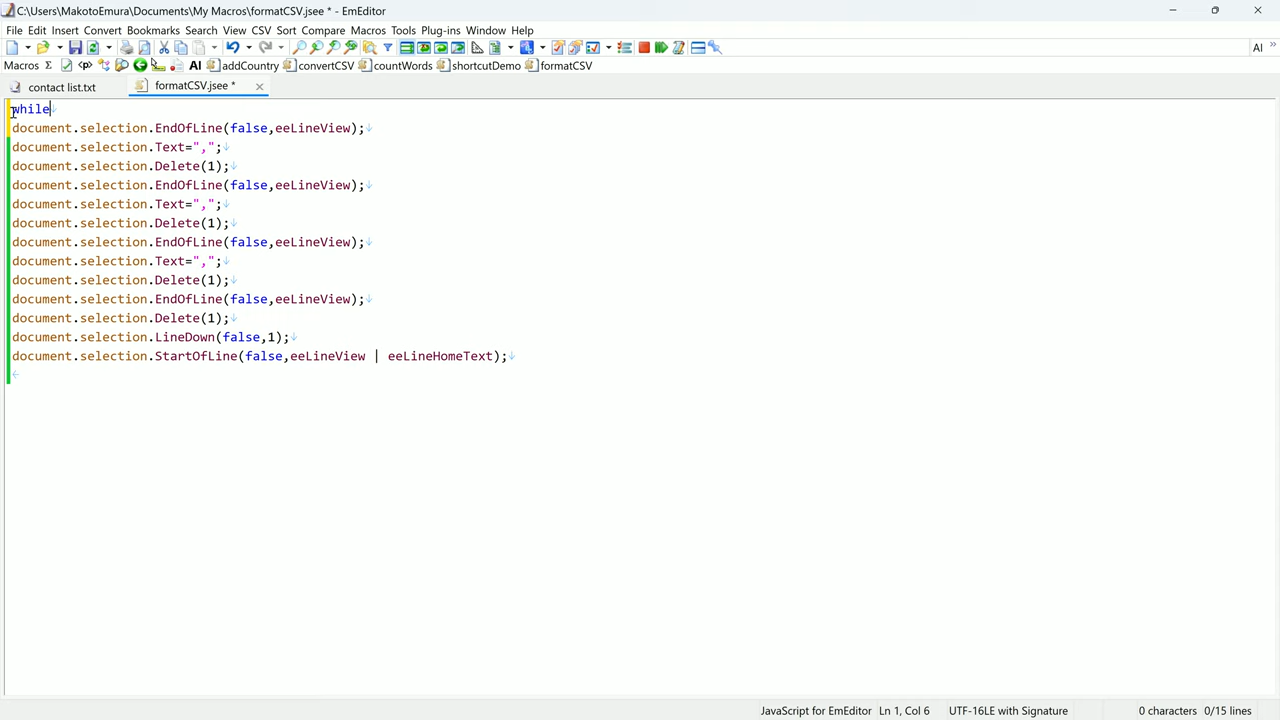 C:\Users\MakotoEmura\Documents\My Macros\formatCSV.jsee * - EmEditor
File Edit Insert Convert Bookmarks Search View CSV Sort Compare Macros Tools Plug-ins Window Help
AI
Macros Σ AI addCountry convertCSV countWords shortcutDemo formatCSV
contact list.txt formatCSV.jsee *
while
document.selection.EndOfLine(false,eeLineView);
document.selection.Text=",";
document.selection.Delete(1);
document.selection.EndOfLine(false,eeLineView);
document.selection.Text=",";
document.selection.Delete(1);
document.selection.EndOfLine(false,eeLineView);
document.selection.Text=",";
document.selection.Delete(1);
document.selection.EndOfLine(false,eeLineView);
document.selection.Delete(1);
document.selection.LineDown(false,1);
document.selection.StartOfLine(false,eeLineView | eeLineHomeText);
JavaScript for EmEditor Ln 1, Col 6 UTF-16LE with Signature 0 characters 0/15 lines